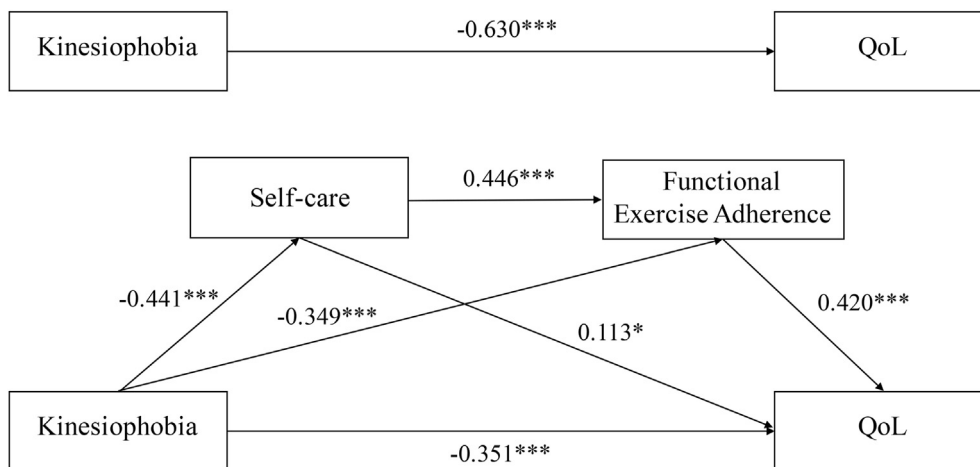 -0.630***
Kinesiophobia
QoL
Self-care
0.446***
Functional
Exercise Adherence
-0.441***
-0.349***
0.113*
0.420***
Kinesiophobia
QoL
-0.351***